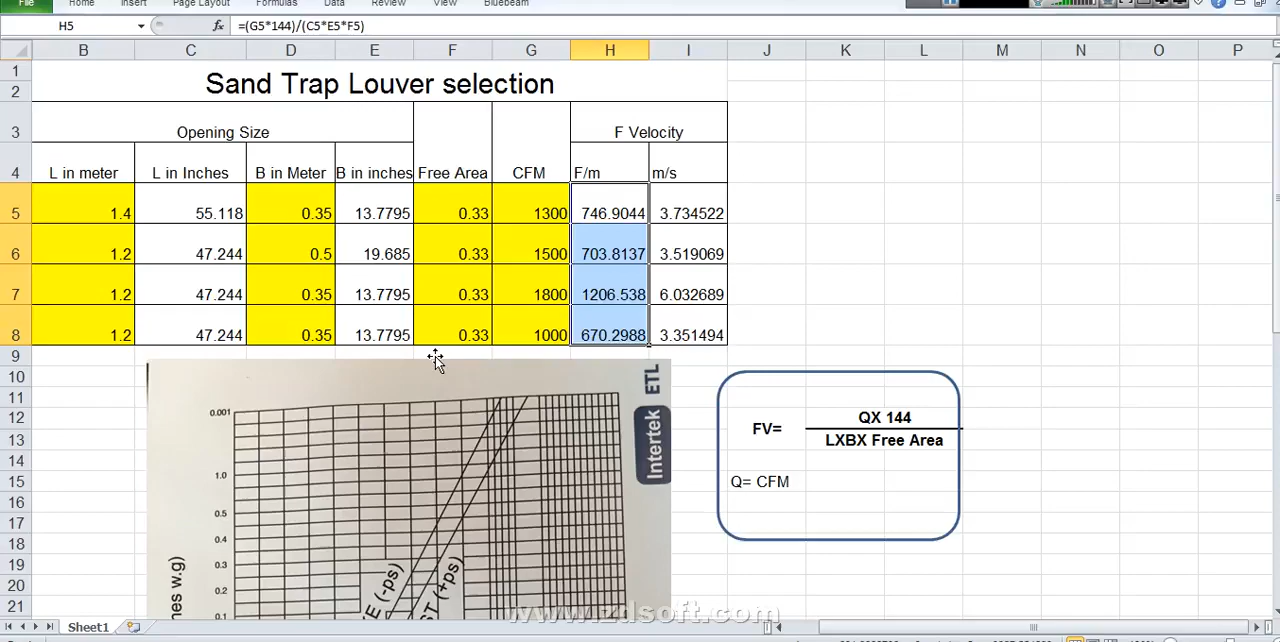 File Home Insert Page Layout Formulas Data Review View Bluebeam
H5 fx =(G5*144)/(C5*E5*F5)
B C D E F G H I J K L M N O P
1 Sand Trap Louver selection
2
3 Opening Size F Velocity
4 L in meter L in Inches B in Meter B in inches Free Area CFM F/m m/s
5 1.4 55.118 0.35 13.7795 0.33 1300 746.9044 3.734522
6 1.2 47.244 0.5 19.685 0.33 1500 703.8137 3.519069
7 1.2 47.244 0.35 13.7795 0.33 1800 1206.538 6.032689
8 1.2 47.244 0.35 13.7795 0.33 1000 670.2988 3.351494
9
10 ETL
11
12 0.001 QX 144
FV=
13 Intertek LXBX Free Area
14
15 1.0 Q= CFM
16
17 0.5
18 0.4
19 0.3
20 0.2
21 0.1
nes w.g)
E (-ps)
ST (+ps)
www.zdsoft.com
Sheet1